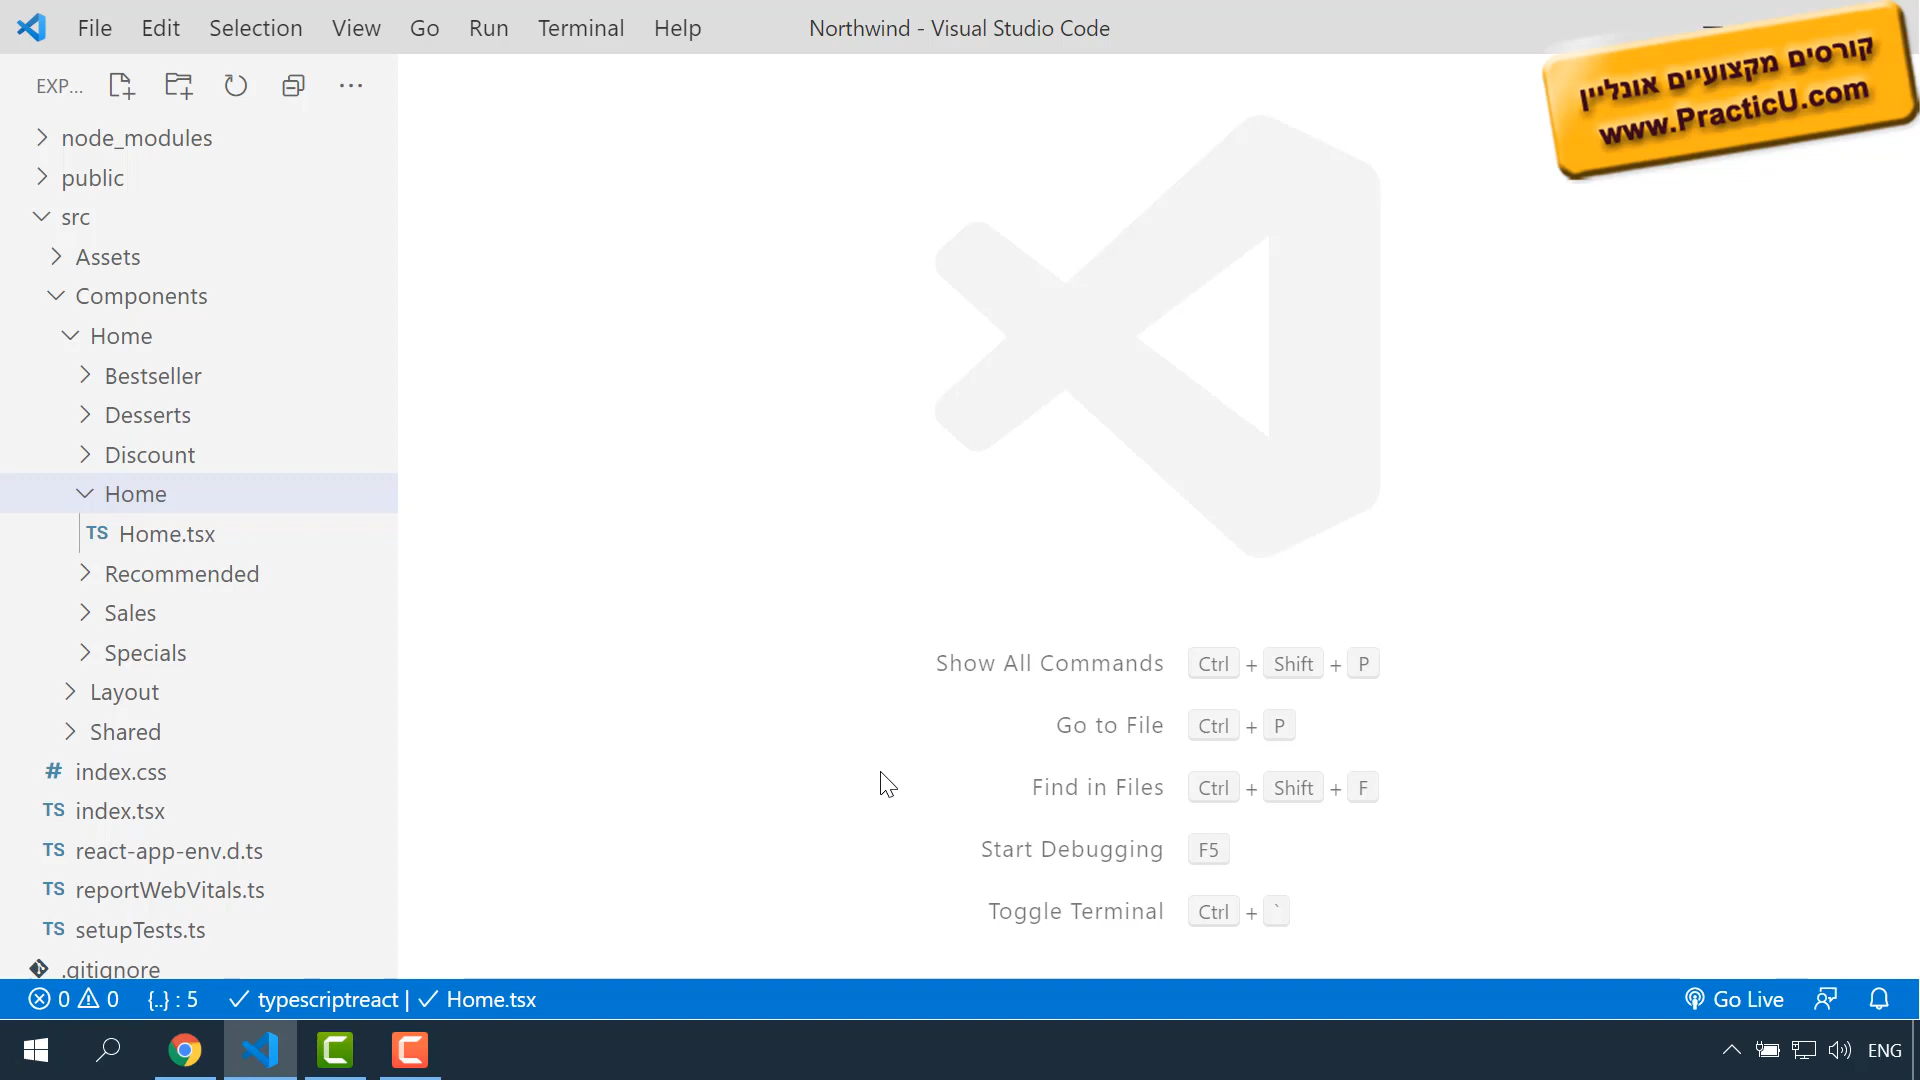 File Edit Selection View Go Run Terminal Help
Northwind - Visual Studio Code
קורסים מקצועיים אונליין
www.PracticU.com
EXP...
node_modules
public
src
Assets
Components
Home
Bestseller
Desserts
Discount
Home
TS Home.tsx
Recommended
Sales
Specials
Layout
Shared
# index.css
TS index.tsx
TS react-app-env.d.ts
TS reportWebVitals.ts
TS setupTests.ts
.gitignore
Show All Commands Ctrl + Shift + P
Go to File Ctrl + P
Find in Files Ctrl + Shift + F
Start Debugging F5
Toggle Terminal Ctrl + `
0 0 {..} : 5 typescriptreact | Home.tsx
Go Live
ENG